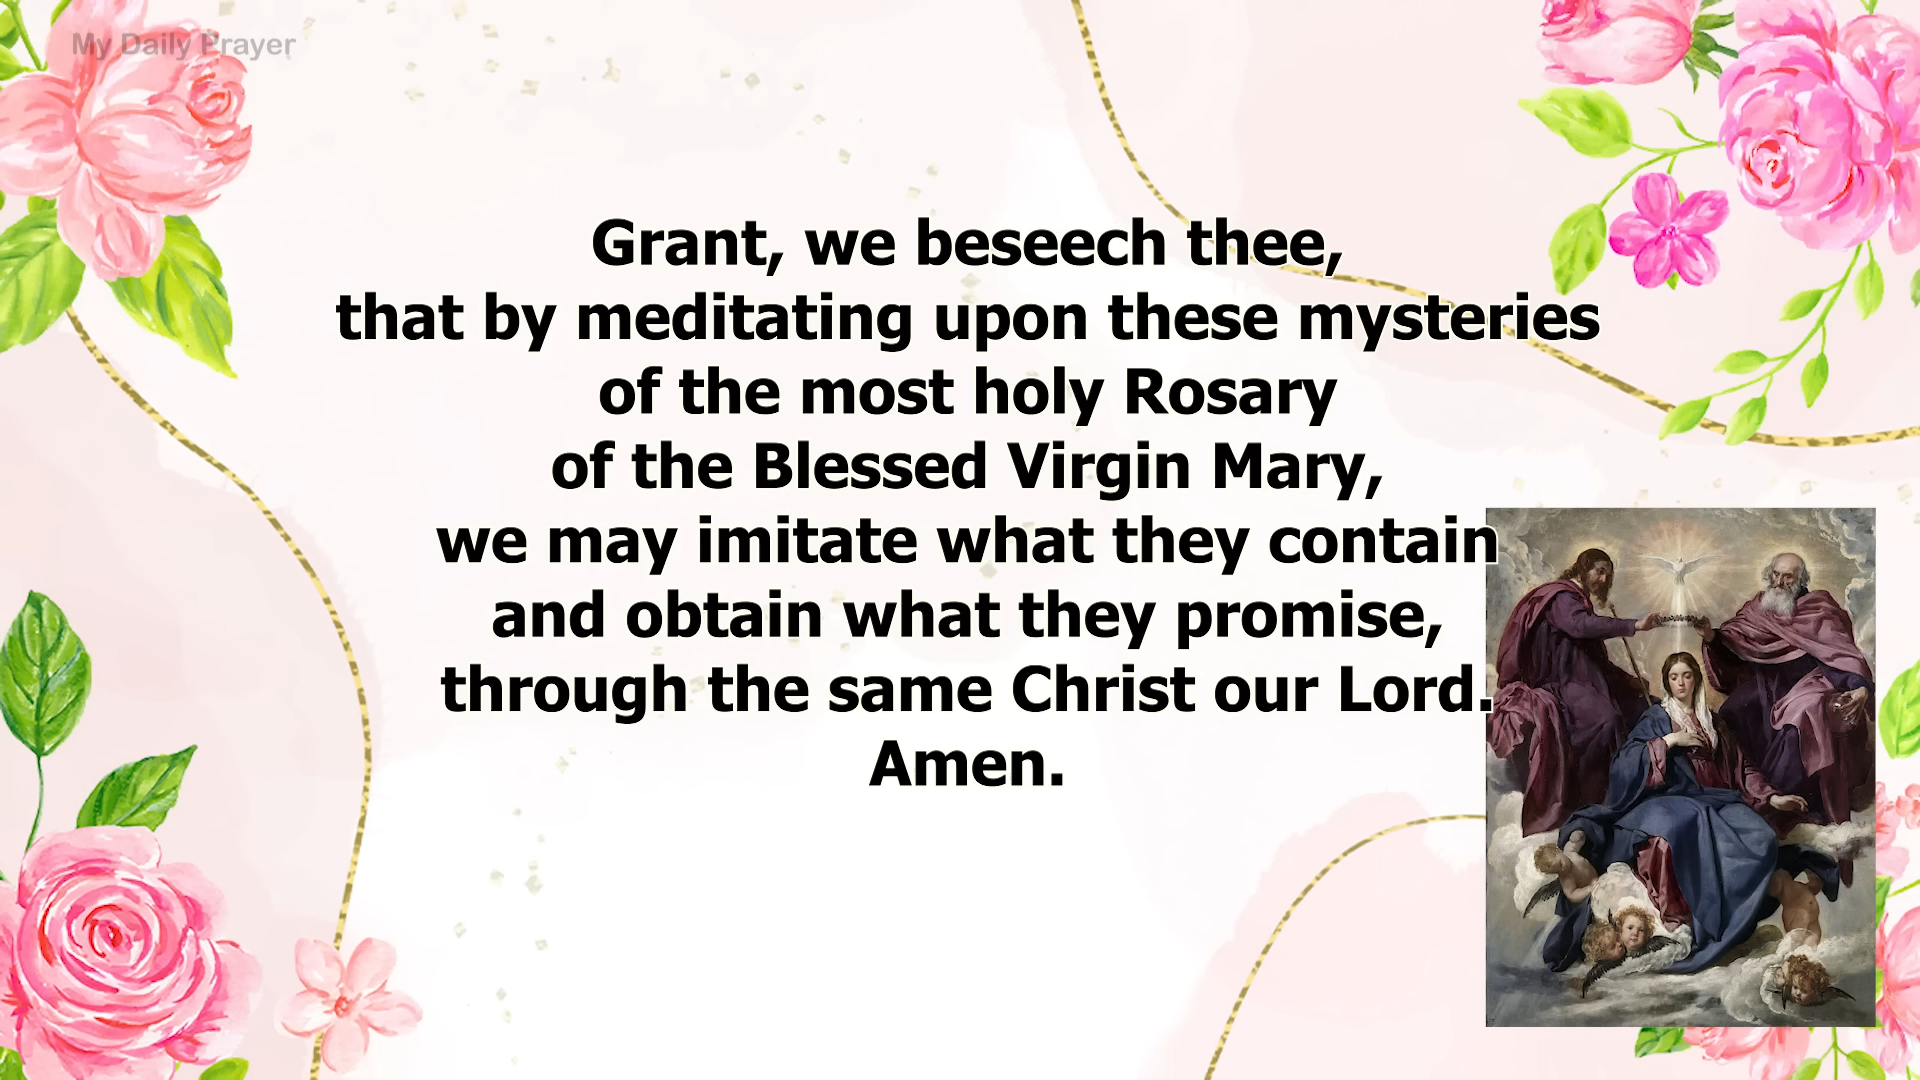 My Daily Prayer
Grant, we beseech thee,
that by meditating upon these mysteries
of the most holy Rosary
of the Blessed Virgin Mary,
we may imitate what they contain
and obtain what they promise,
through the same Christ our Lord.
Amen.